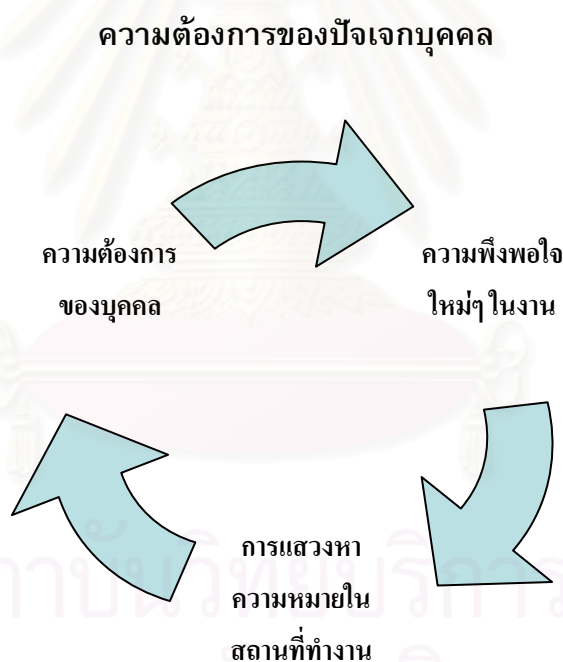 ความต้องการของปัจเจกบุคคล
ความต้องการ
ของบุคคล
ความพึงพอใจ
ใหม่ๆ ในงาน
การแสวงหา
ความหมายใน
สถานที่ทำงาน